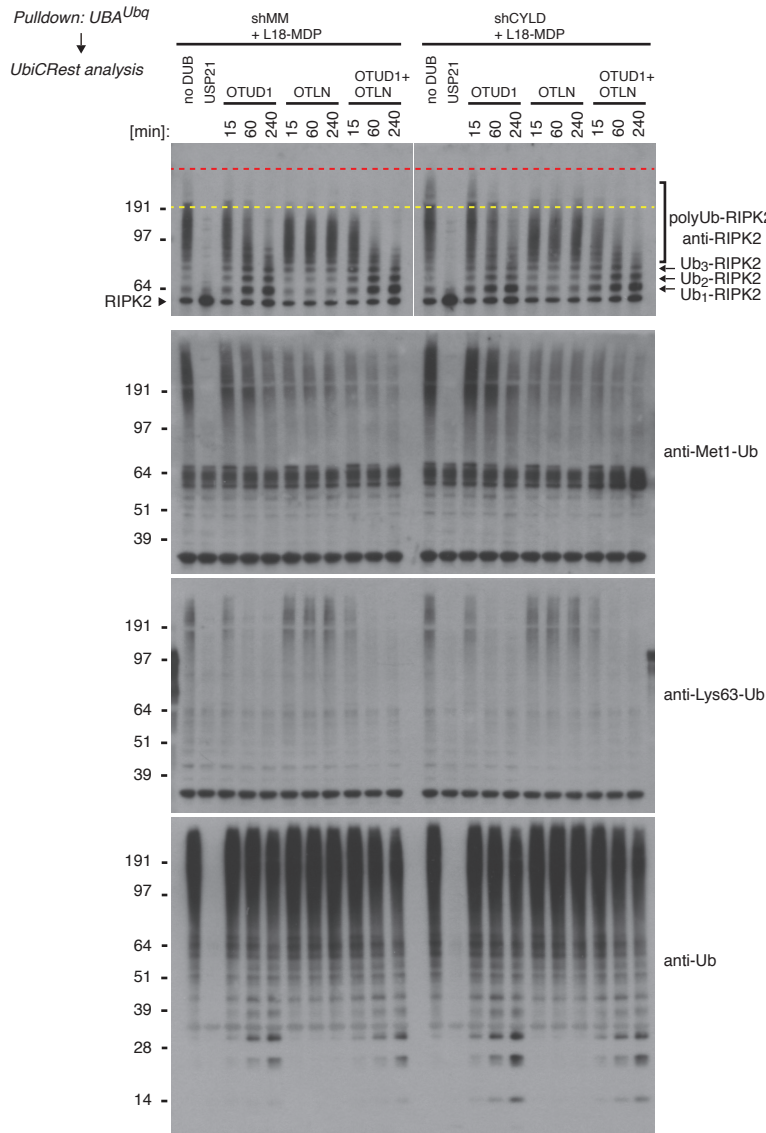 Pulldown: UBA^Ubq
UbiCRest analysis
shMM
+ L18-MDP
shCYLD
+ L18-MDP
no DUB
USP21
OTUD1
OTLN
OTUD1+
OTLN
no DUB
USP21
OTUD1
OTLN
OTUD1+
OTLN
[min]: 15 60 240 15 60 240 15 60 240 15 60 240 15 60 240 15 60 240
191
97
64
RIPK2
polyUb-RIPK2
anti-RIPK2
Ub3-RIPK2
Ub2-RIPK2
Ub1-RIPK2
191
97
64
51
39
anti-Met1-Ub
191
97
64
51
39
anti-Lys63-Ub
191
97
64
51
39
28
14
anti-Ub